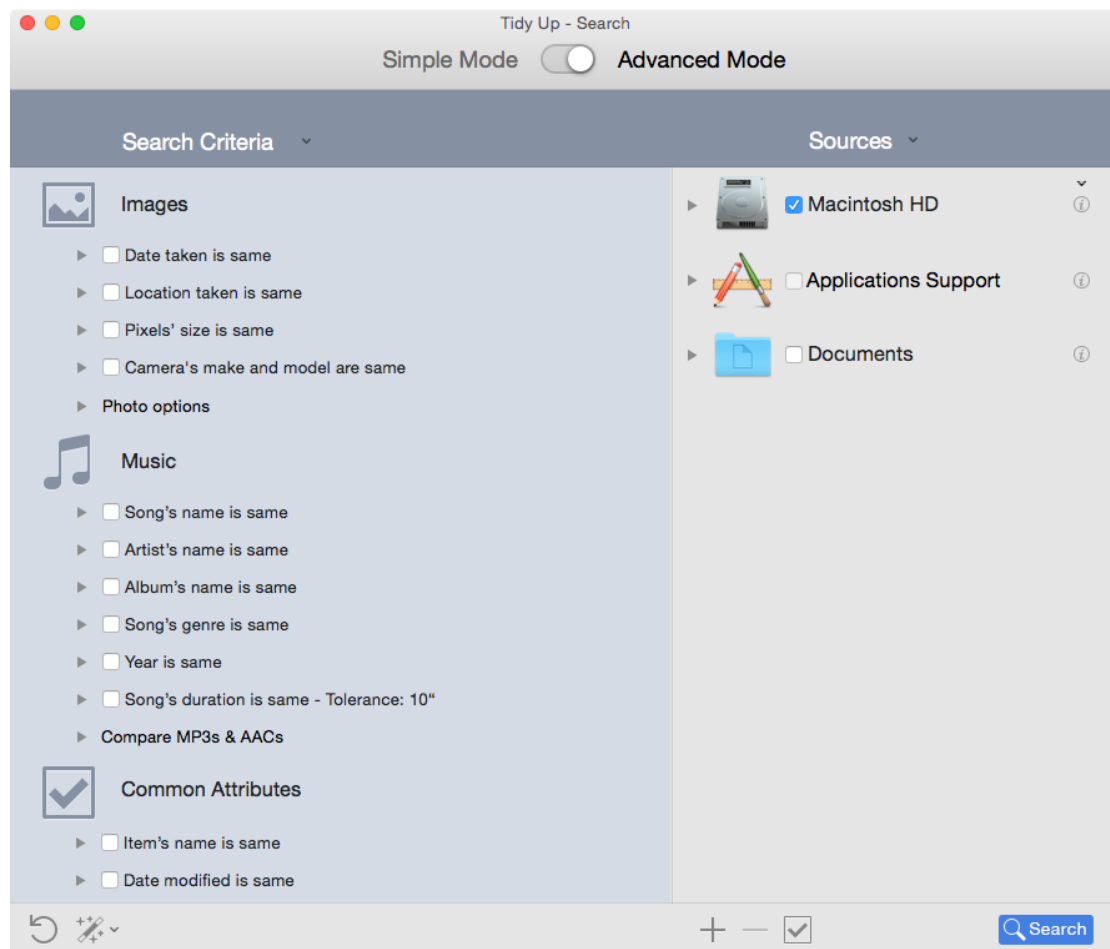 Tidy Up - Search
Simple Mode Advanced Mode
Search Criteria
Sources
Images
Date taken is same
Location taken is same
Pixels' size is same
Camera's make and model are same
Photo options
Music
Song's name is same
Artist's name is same
Album's name is same
Song's genre is same
Year is same
Song's duration is same - Tolerance: 10“
Compare MP3s & AACs
Common Attributes
Item's name is same
Date modified is same
Macintosh HD
Applications Support
Documents
Search